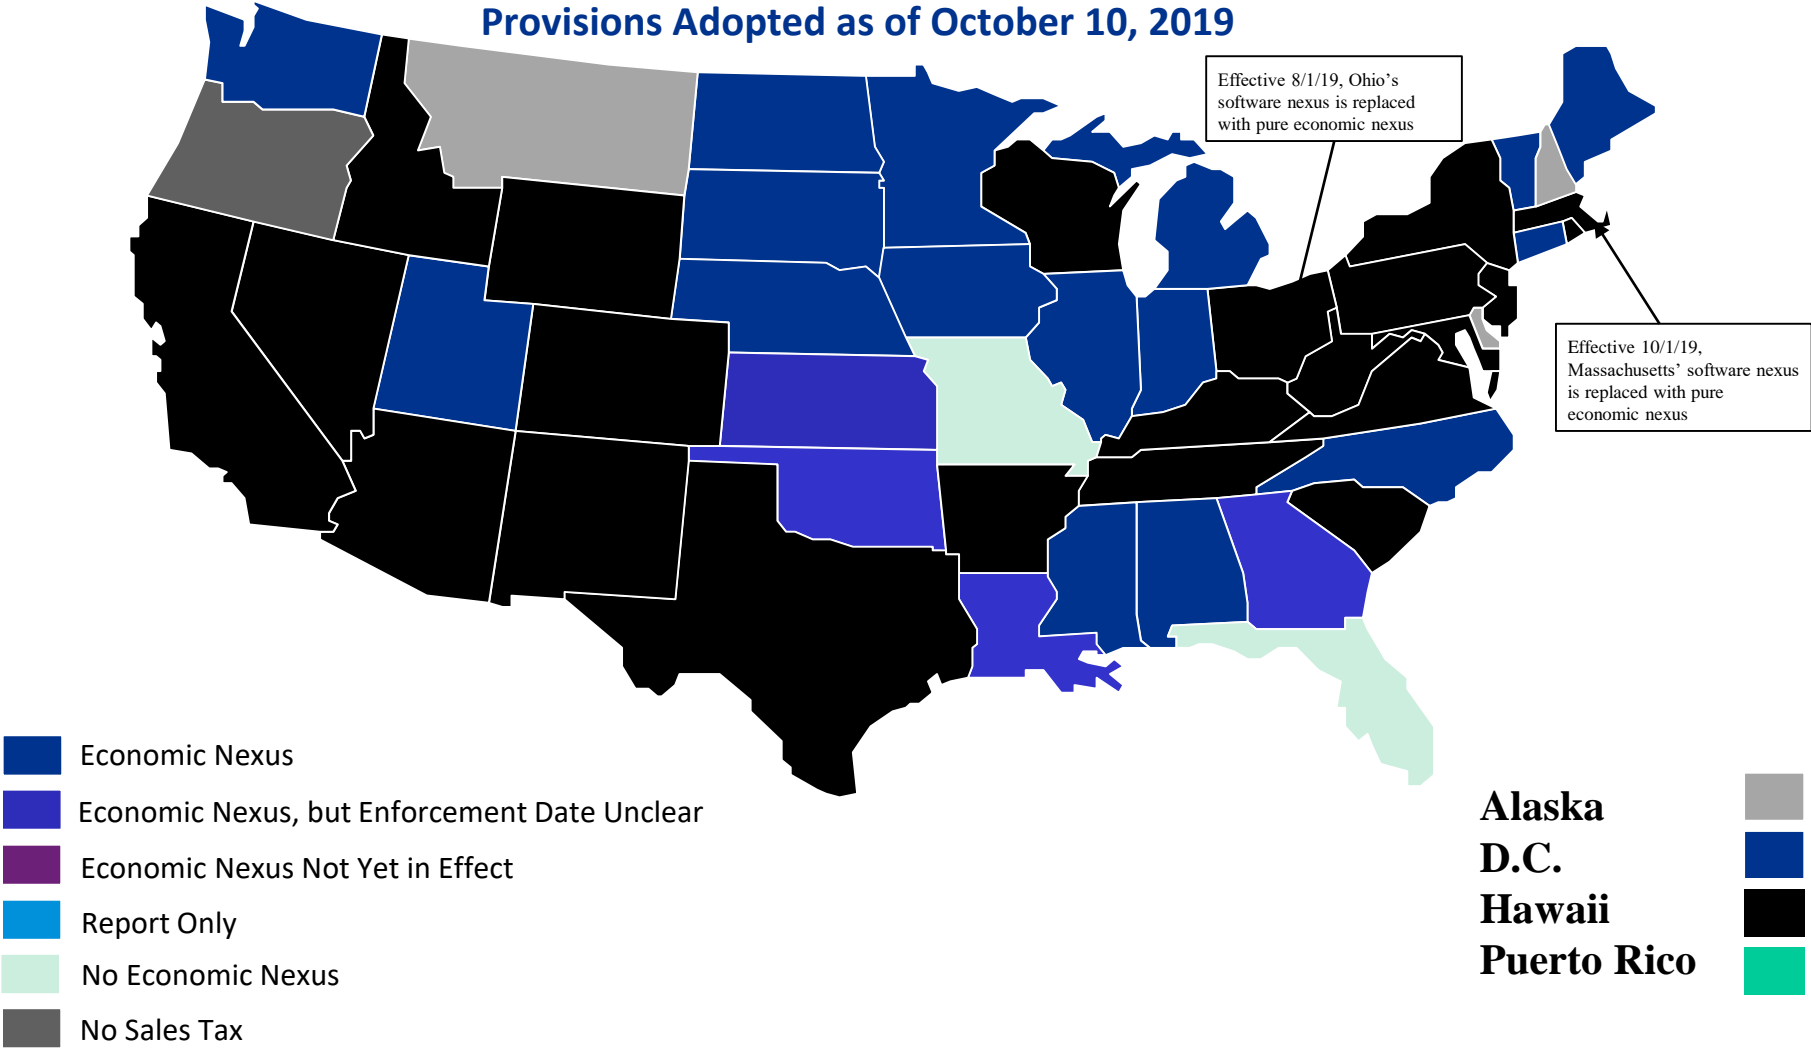 Provisions Adopted as of October 10, 2019
Effective 8/1/19, Ohio’s
software nexus is replaced
with pure economic nexus
Effective 10/1/19,
Massachusetts’ software nexus
is replaced with pure
economic nexus
Economic Nexus
Economic Nexus, but Enforcement Date Unclear
Economic Nexus Not Yet in Effect
Report Only
No Economic Nexus
No Sales Tax
Alaska
D.C.
Hawaii
Puerto Rico